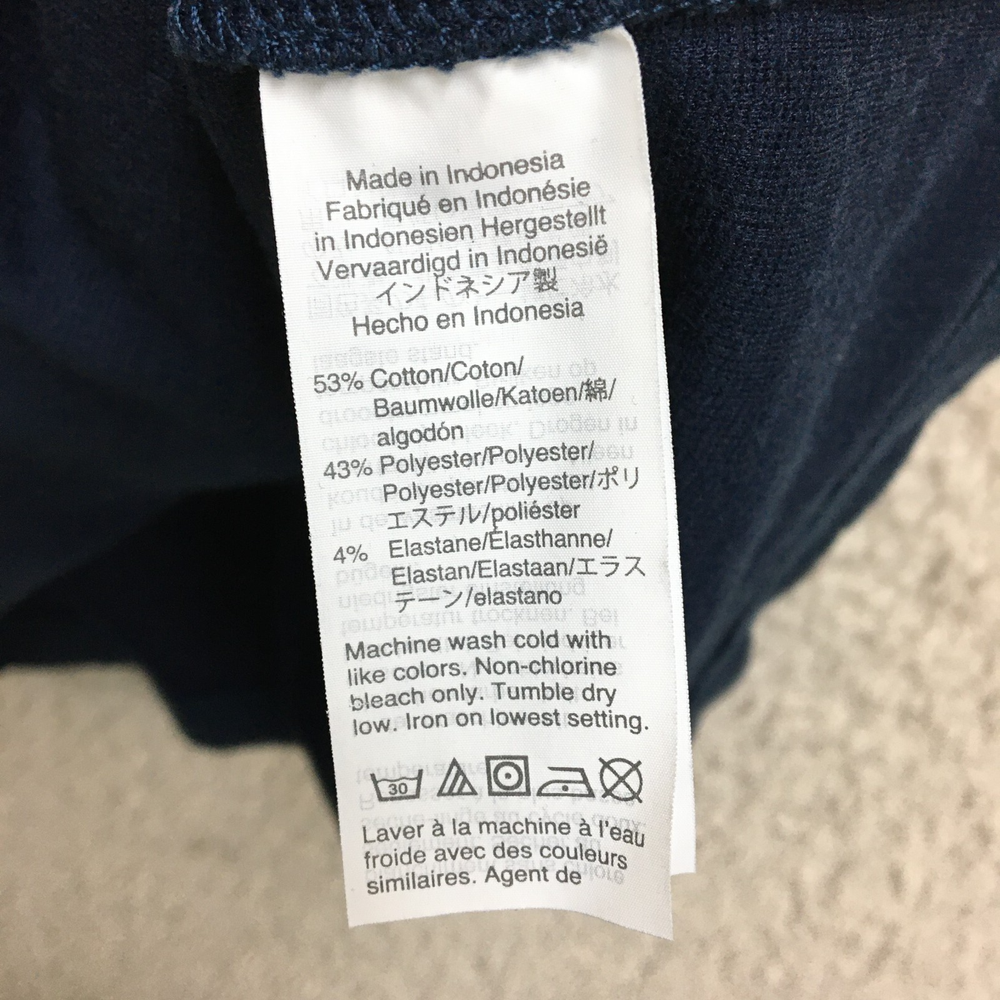 Made in Indonesia
Fabriqué en Indonésie
in Indonesien Hergestellt
Vervaardigd in Indonesië
インドネシア製
Hecho en Indonesia
53% Cotton/Coton/
Baumwolle/Katoen/綿/
algodón
43% Polyester/Polyester/
Polyester/Polyester/ポリ
エステル/poliéster
4% Elastane/Élasthanne/
Elastan/Elastaan/エラス
テーン/elastano
Machine wash cold with
like colors. Non-chlorine
bleach only. Tumble dry
low. Iron on lowest setting.
30
Laver à la machine à l'eau
froide avec des couleurs
similaires. Agent de